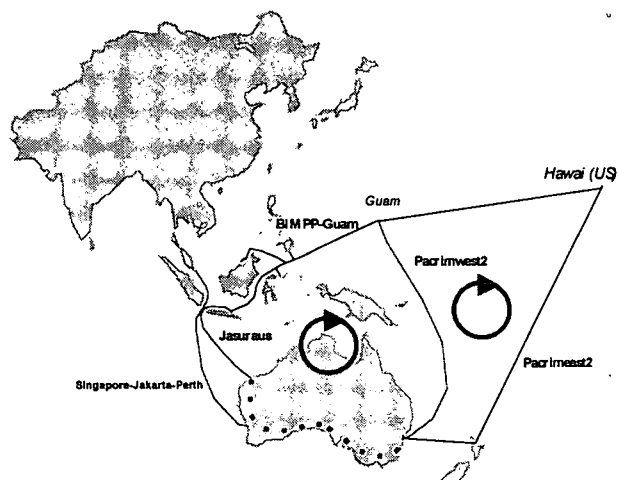 Hawai (US)
Guam
BIMPP-Guam
Pacrimwest2
Jasuraus
Pacrimeast2
Singapore-Jakarta-Perth